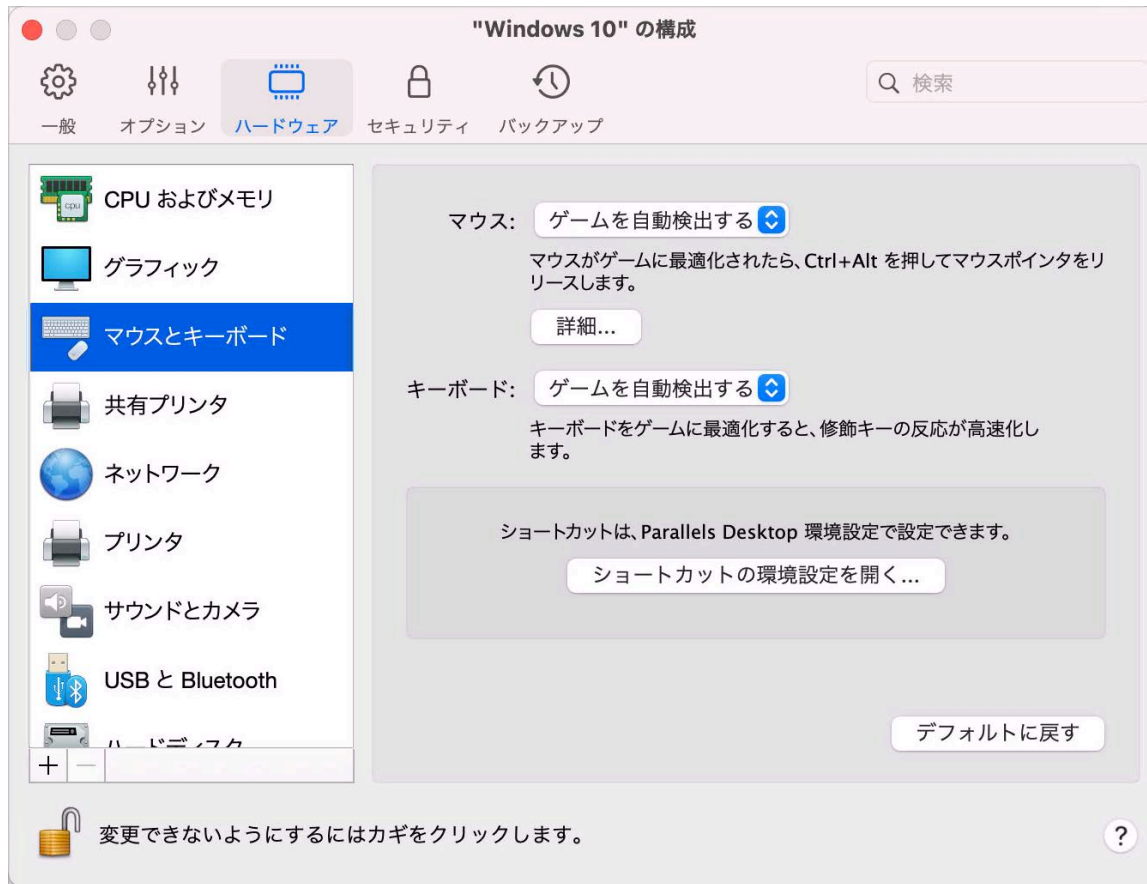 "Windows 10" の構成
一般
オプション
ハードウェア
セキュリティ
バックアップ
検索
CPU およびメモリ
グラフィック
マウスとキーボード
共有プリンタ
ネットワーク
プリンタ
サウンドとカメラ
USB と Bluetooth
ハードディスク
マウス: ゲームを自動検出する
マウスがゲームに最適化されたら、Ctrl+Alt を押してマウスポインタをリ
リースします。
詳細...
キーボード: ゲームを自動検出する
キーボードをゲームに最適化すると、修飾キーの反応が高速化し
ます。
ショートカットは、Parallels Desktop 環境設定で設定できます。
ショートカットの環境設定を開く...
デフォルトに戻す
変更できないようにするにはカギをクリックします。
?